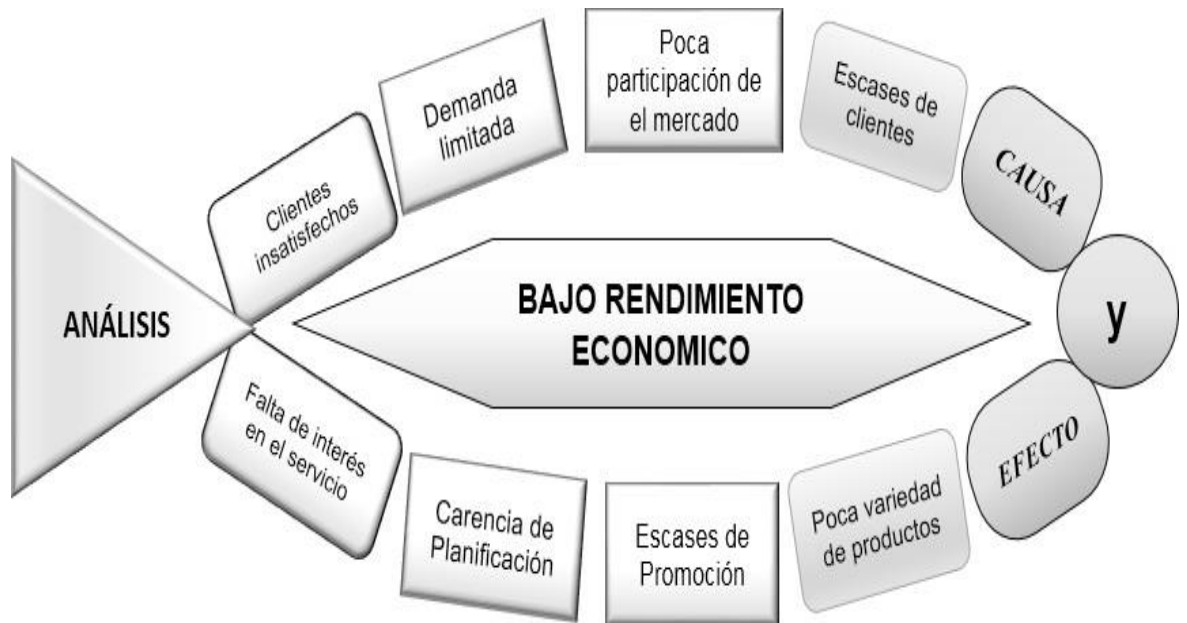 ANÁLISIS
Clientes
insatisfechos
Demanda
limitada
Poca
participación de
el mercado
Escases de
clientes
CAUSA
y
EFECTO
BAJO RENDIMIENTO
ECONOMICO
Falta de interés
en el servicio
Carencia de
Planificación
Escases de
Promoción
Poca variedad
de productos